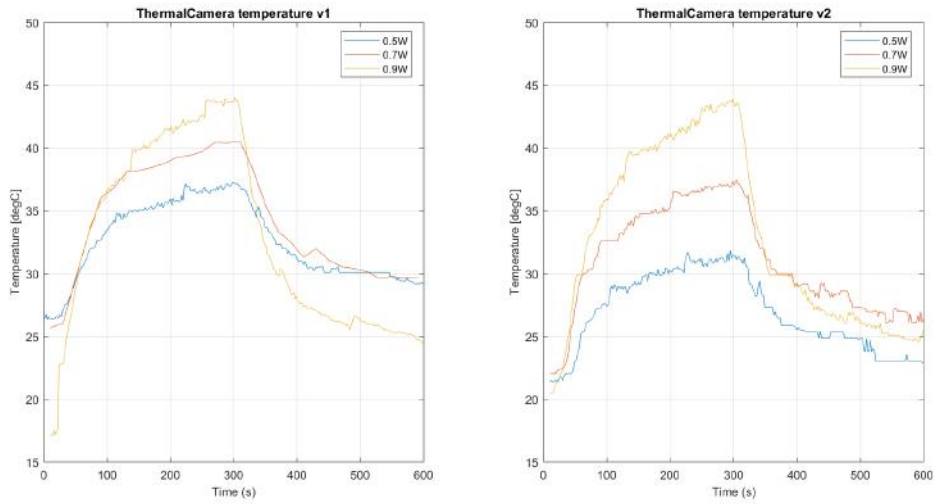 ThermalCamera temperature v1
50
45
40
35
30
25
20
15
Temperature [degC]
0
100
200
300
400
500
600
Time (s)
0.5W
0.7W
0.9W
ThermalCamera temperature v2
50
45
40
35
30
25
20
15
Temperature [degC]
0
100
200
300
400
500
600
Time (s)
0.5W
0.7W
0.9W